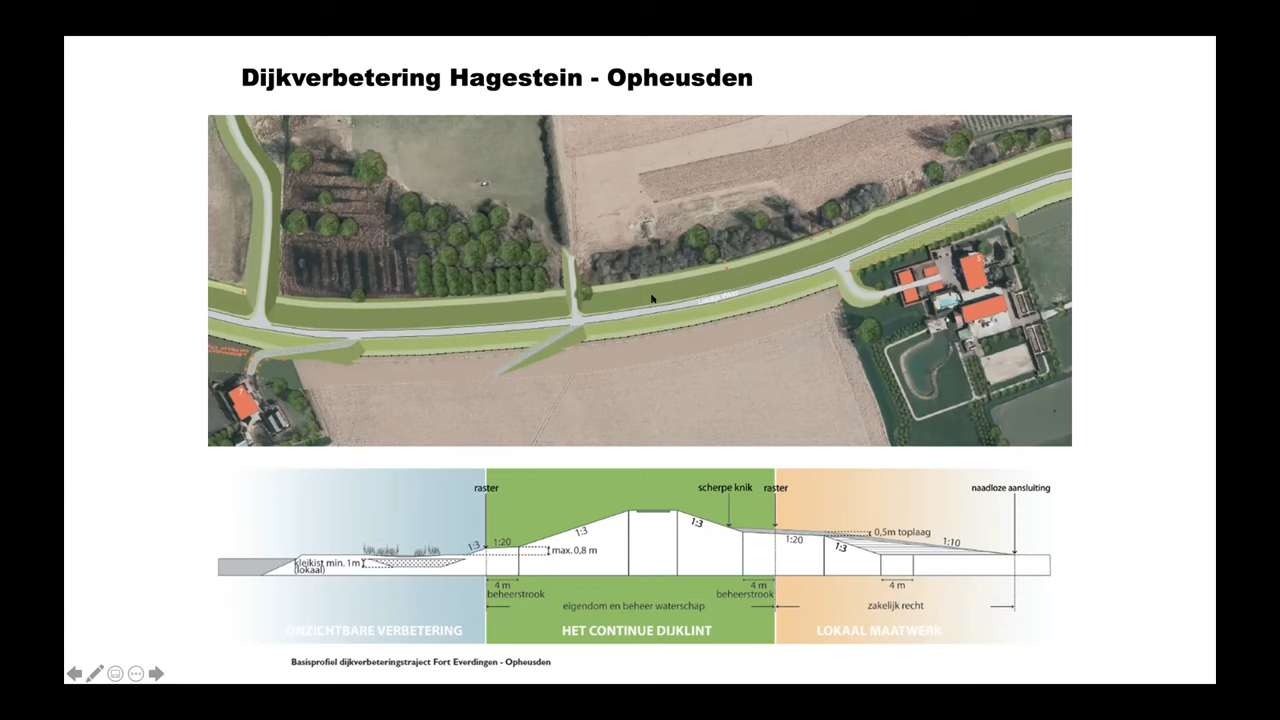 Dijkverbetering Hagestein - Opheusden
raster
scherpe knik
raster
naadloze aansluiting
1:3
1:20
1:3
max. 0,8 m
1:3
1:20
1:3
0,5m toplaag
1:10
kleikist min. 1m
(lokaal)
4 m
beheerstrook
4 m
beheerstrook
4 m
eigendom en beheer waterschap
zakelijk recht
ONZICHTBARE VERBETERING
HET CONTINUE DIJKLINT
LOKAAL MAATWERK
Basisprofiel dijkverbeteringstraject Fort Everdingen - Opheusden